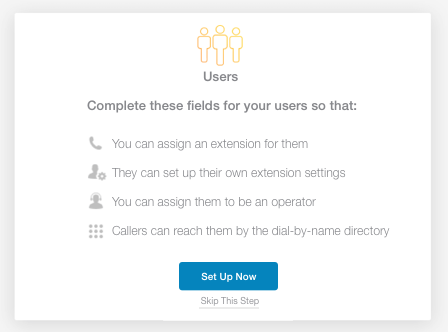 Users
Complete these fields for your users so that:
You can assign an extension for them
They can set up their own extension settings
You can assign them to be an operator
Callers can reach them by the dial-by-name directory
Set Up Now
Skip This Step